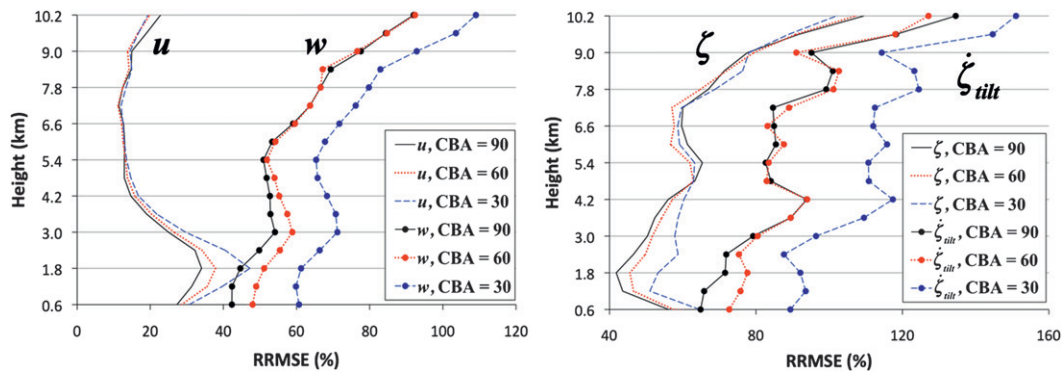 10.2
9.0
7.8
6.6
5.4
4.2
3.0
1.8
0.6
Height (km)
u
w
u, CBA = 90
u, CBA = 60
u, CBA = 30
w, CBA = 90
w, CBA = 60
w, CBA = 30
0 20 40 60 80 100 120
RRMSE (%)
10.2
9.0
7.8
6.6
5.4
4.2
3.0
1.8
0.6
Height (km)
ζ
ζ̇tilt
ζ, CBA = 90
ζ, CBA = 60
ζ, CBA = 30
ζ̇tilt, CBA = 90
ζ̇tilt, CBA = 60
ζ̇tilt, CBA = 30
40 80 120 160
RRMSE (%)